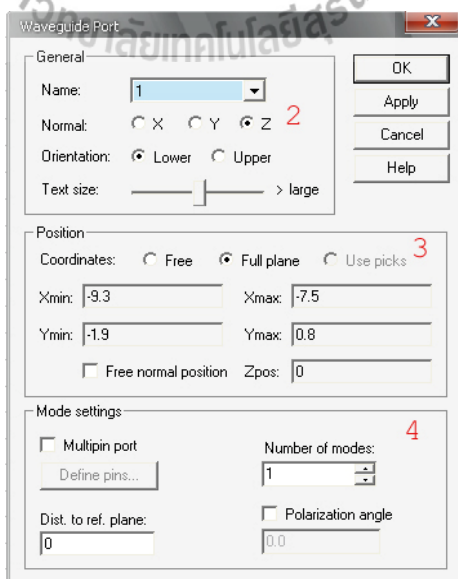 Waveguide Port
General
Name: 1
Normal: X Y Z 2
Orientation: Lower Upper
Text size: > large
OK
Apply
Cancel
Help
Position
Coordinates: Free Full plane Use picks 3
Xmin: -9.3 Xmax: -7.5
Ymin: -1.9 Ymax: 0.8
Free normal position Zpos: 0
Mode settings 4
Multipin port Number of modes:
Define pins... 1
Dist. to ref. plane: Polarization angle
0 0.0